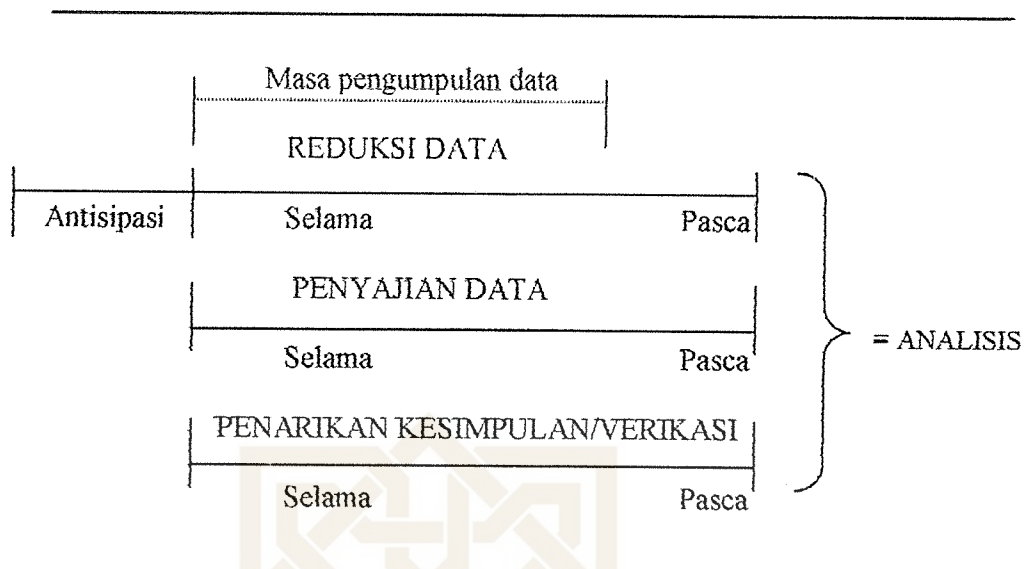 Masa pengumpulan data
REDUKSI DATA
Antisipasi Selama Pasca
PENYAJIAN DATA
Selama Pasca
= ANALISIS
PENARIKAN KESIMPULAN/VERIKASI
Selama Pasca